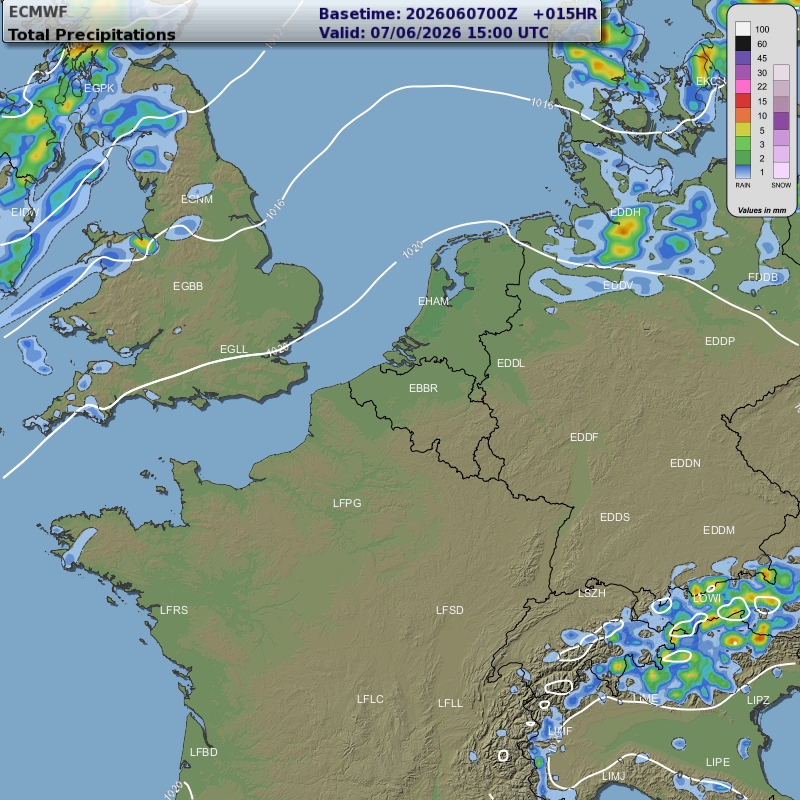 ECMWF
Basetime: 2026060700Z +015HR
Total Precipitations
Valid: 07/06/2026 15:00 UTC
100
60
45
30
22
15
10
5
3
2
1
RAIN SNOW
Values in mm
1012
EGPK
EKCH
1016
EIDW
EGNM
1016
EDDH
1020
EGBB
EDDV
EDDB
EHAM
EGLL
1020
EDDP
EDDL
EBBR
EDDF
EDDN
LFPG
EDDS
EDDM
LSZH
LOWI
LFRS
LFSD
LFLC
LFLL
LIME
LIPZ
LIMF
LFBD
LIPE
LIMJ
1020